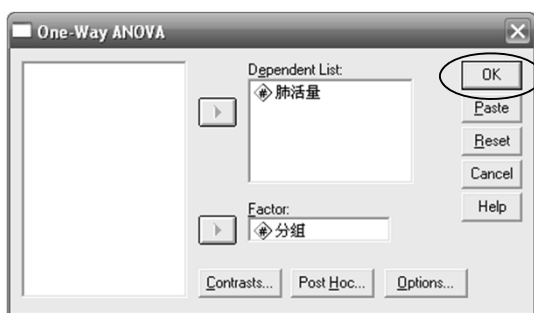 One-Way ANOVA
Dependent List:
肺活量
OK
Paste
Reset
Cancel
Help
Factor:
分组
Contrasts...
Post Hoc...
Options...